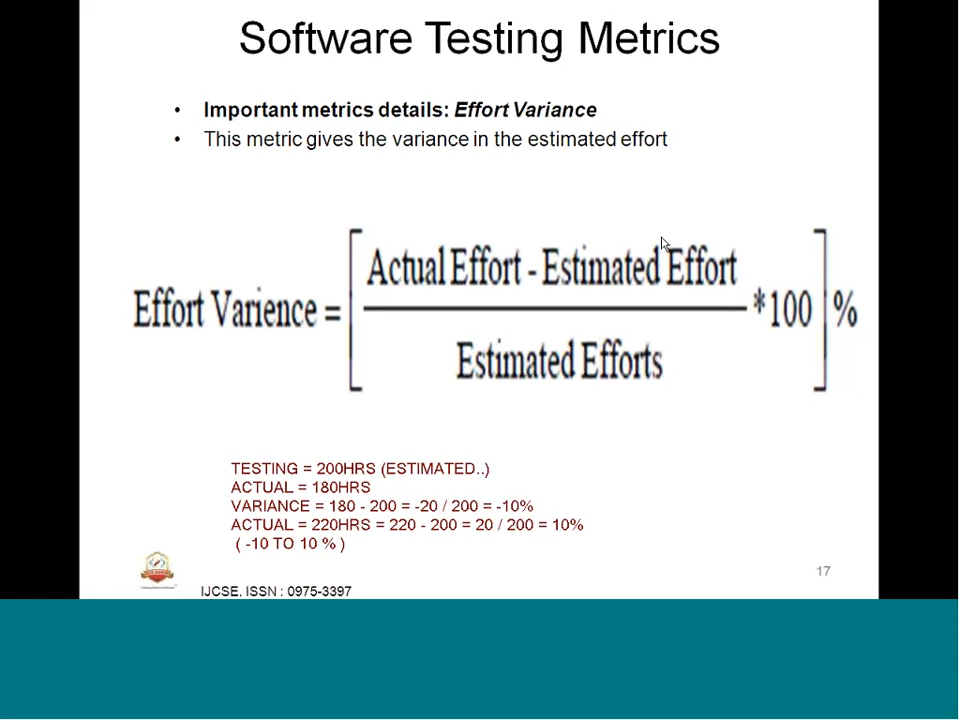 Software Testing Metrics
• Important metrics details: Effort Variance
• This metric gives the variance in the estimated effort
Effort Varience = [ Actual Effort - Estimated Effort
Estimated Efforts
*100 ] %
TESTING = 200HRS (ESTIMATED..)
ACTUAL = 180HRS
VARIANCE = 180 - 200 = -20 / 200 = -10%
ACTUAL = 220HRS = 220 - 200 = 20 / 200 = 10%
( -10 TO 10 % )
17
IJCSE, ISSN : 0975-3397